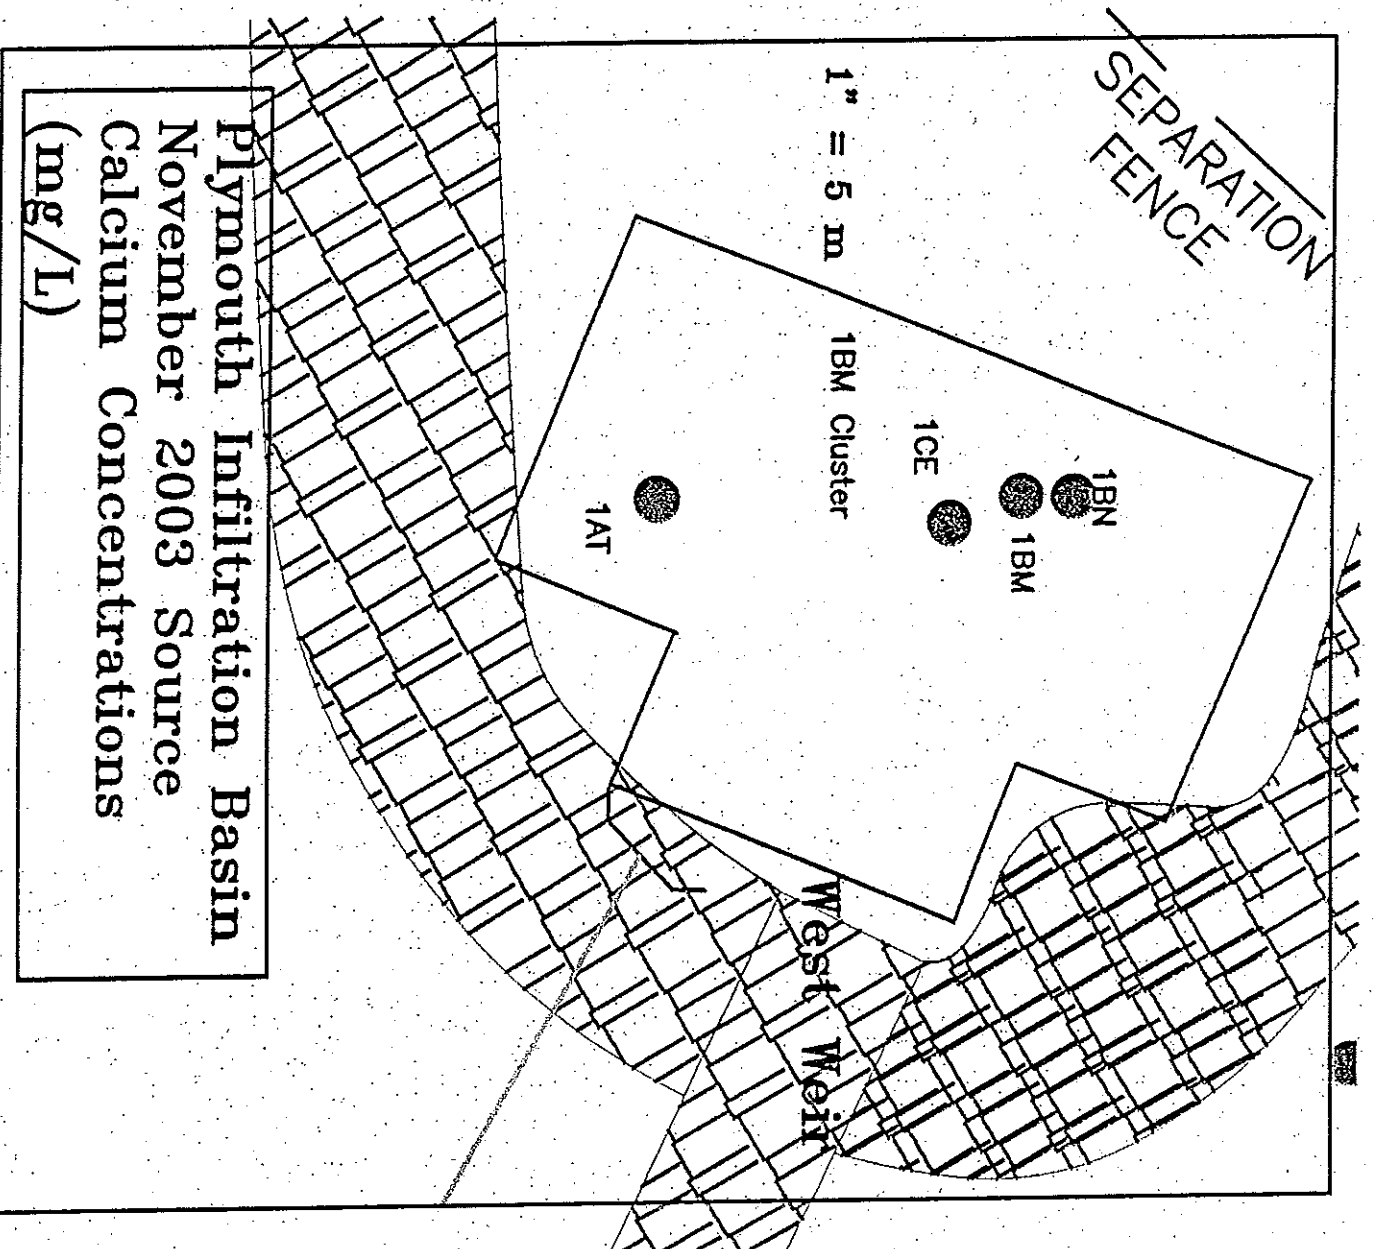 SEPARATION
FENCE
1" = 5 m
1BM Cluster
1BN
1BM
1CE
1AT
West Weir
Plymouth Infiltration Basin
November 2003 Source
Calcium Concentrations
(mg/L)